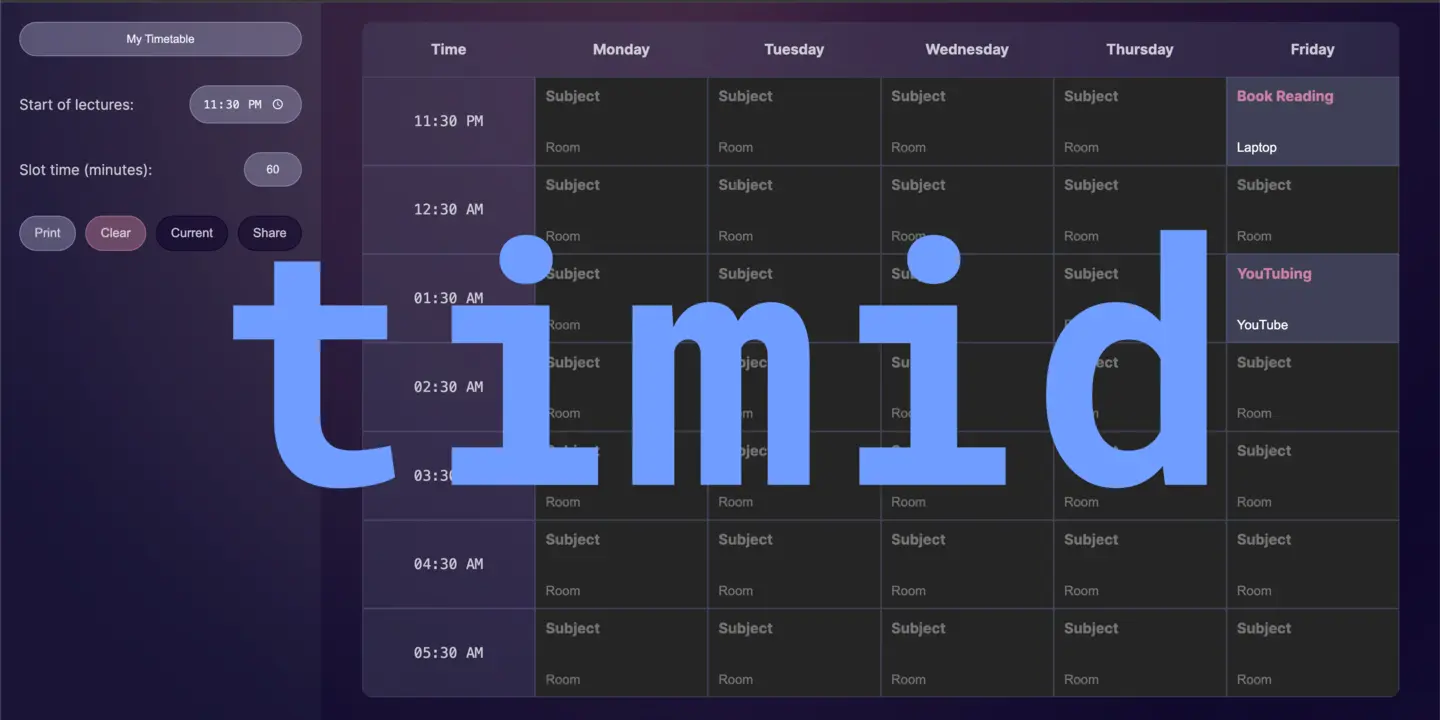 My Timetable
Start of lectures: 11:30 PM
Slot time (minutes): 60
Print Clear Current Share
Time Monday Tuesday Wednesday Thursday Friday
11:30 PM
Subject Subject Subject Subject Book Reading
Room Room Room Room Laptop
12:30 AM
Subject Subject Subject Subject Subject
Room Room Room Room Room
01:30 AM
Subject Subject Subject YouTubing
Room Room YouTube
02:30 AM
Subject Subject
Room Room
timid
Subject Subject Subject
Room Room Room Room Room
04:30 AM
Subject Subject Subject Subject Subject
Room Room Room Room Room
05:30 AM
Subject Subject Subject Subject Subject
Room Room Room Room Room